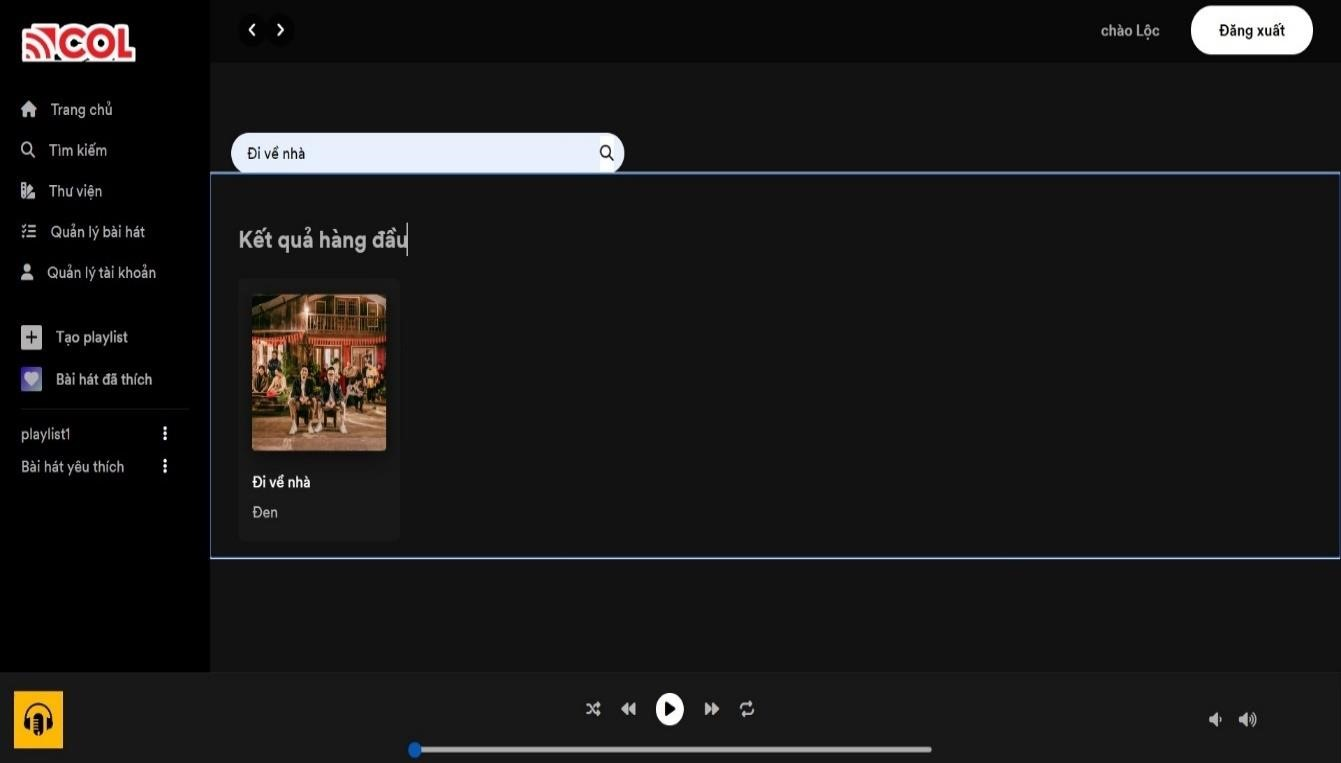 COL
Trang chủ
Tìm kiếm
Thư viện
Quản lý bài hát
Quản lý tài khoản
Tạo playlist
Bài hát đã thích
playlist1
Bài hát yêu thích
chào Lộc
Đăng xuất
Đi về nhà
Kết quả hàng đầu
Đi về nhà
Đen